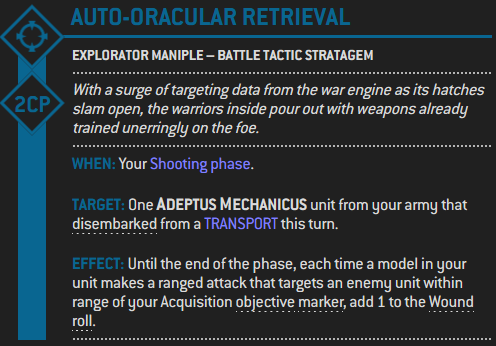 AUTO-ORACULAR RETRIEVAL
EXPLORATOR MANIPLE – BATTLE TACTIC STRATAGEM
2CP
With a surge of targeting data from the war engine as its hatches
slam open, the warriors inside pour out with weapons already
trained unerringly on the foe.
WHEN: Your Shooting phase.
TARGET: One ADEPTUS MECHANICUS unit from your army that
disembarked from a TRANSPORT this turn.
EFFECT: Until the end of the phase, each time a model in your
unit makes a ranged attack that targets an enemy unit within
range of your Acquisition objective marker, add 1 to the Wound
roll.